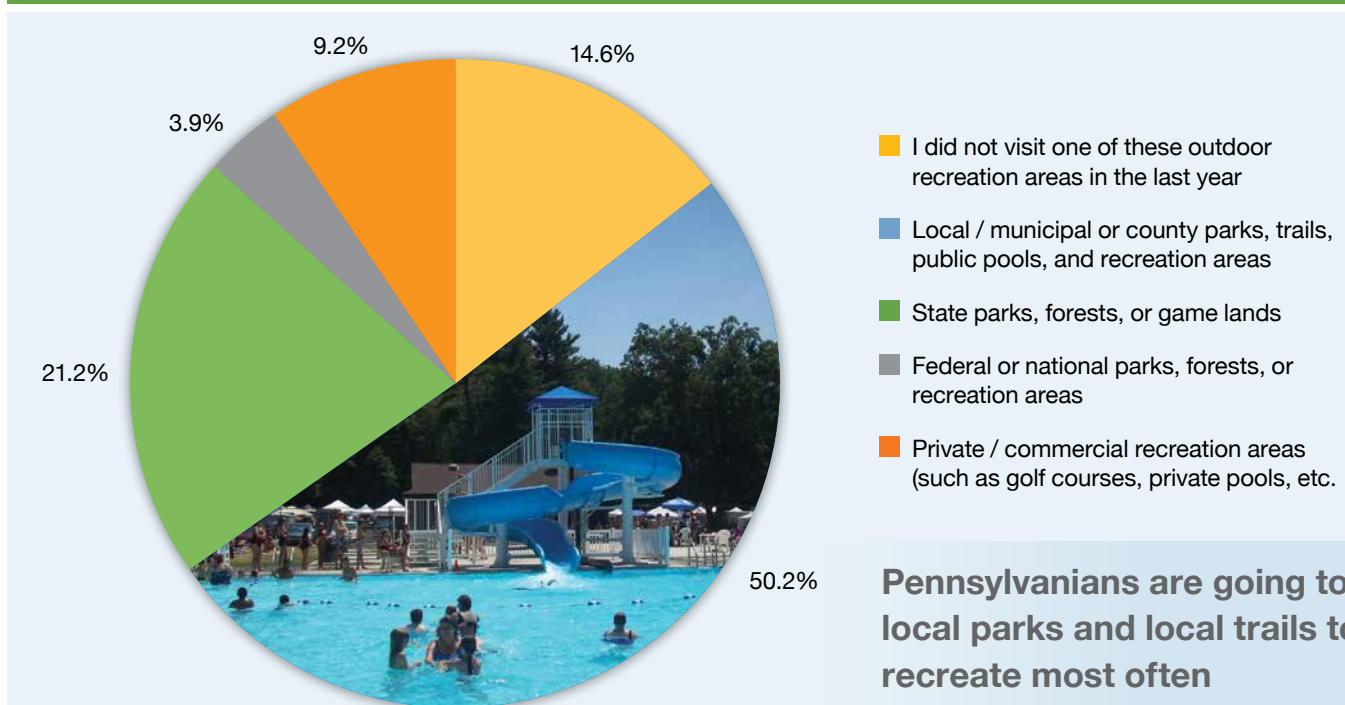 9.2%
14.6%
3.9%
21.2%
50.2%
I did not visit one of these outdoor
recreation areas in the last year
Local / municipal or county parks, trails,
public pools, and recreation areas
State parks, forests, or game lands
Federal or national parks, forests, or
recreation areas
Private / commercial recreation areas
(such as golf courses, private pools, etc.
Pennsylvanians are going to
local parks and local trails to
recreate most often